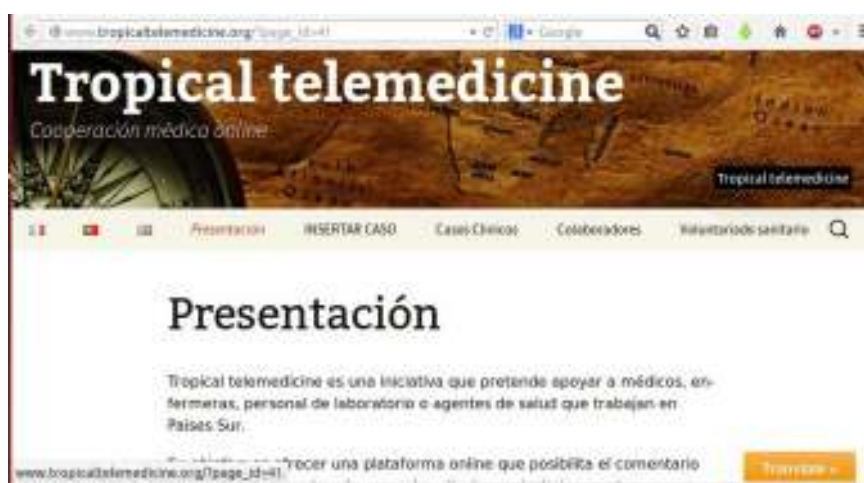 www.tropicaltelemedicine.org/?page_id=41
Google
Tropical telemedicine
Cooperación médica online
Tropical telemedicine
Presentación INSERTAR CASO Casos Clínicos Colaboradores Voluntariado sanitario
Presentación
Tropical telemedicine es una iniciativa que pretende apoyar a médicos, en-
fermeras, personal de laboratorio o agentes de salud que trabajan en
Países Sur.
ofrecer una plataforma online que posibilita el comentario
www.tropicaltelemedicine.org/?page_id=41
Translate »